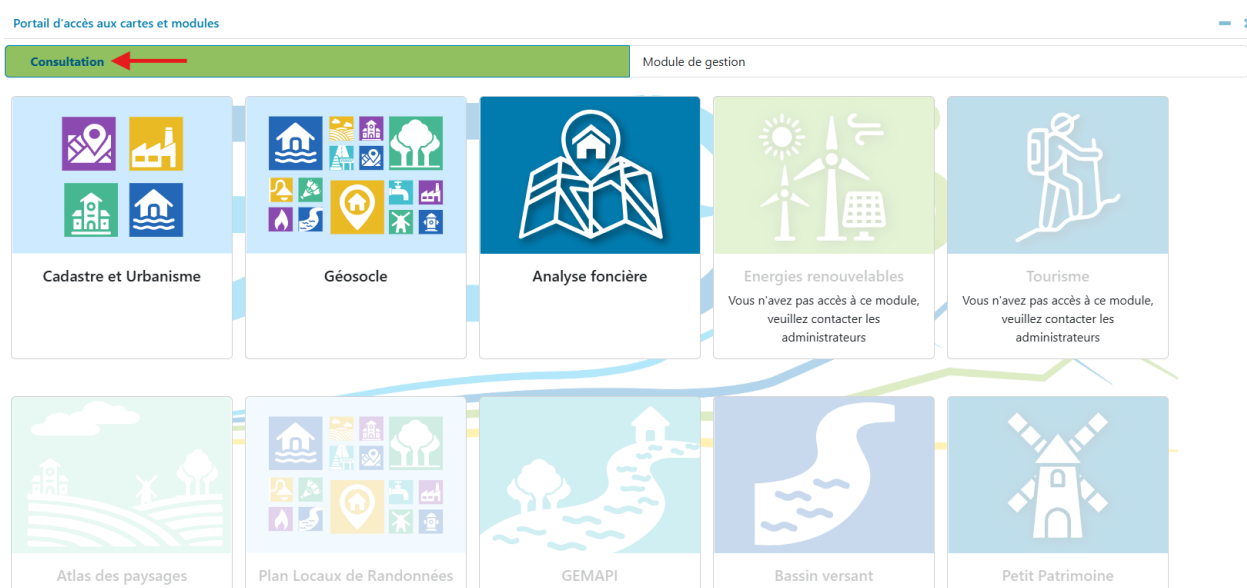 Portail d'accès aux cartes et modules
Consultation
Module de gestion
Cadastre et Urbanisme
Géosocle
Analyse foncière
Energies renouvelables
Vous n'avez pas accès à ce module,
veuillez contacter les
administrateurs
Tourisme
Vous n'avez pas accès à ce module,
veuillez contacter les
administrateurs
Atlas des paysages
Plan Locaux de Randonnées
GEMAPI
Bassin versant
Petit Patrimoine